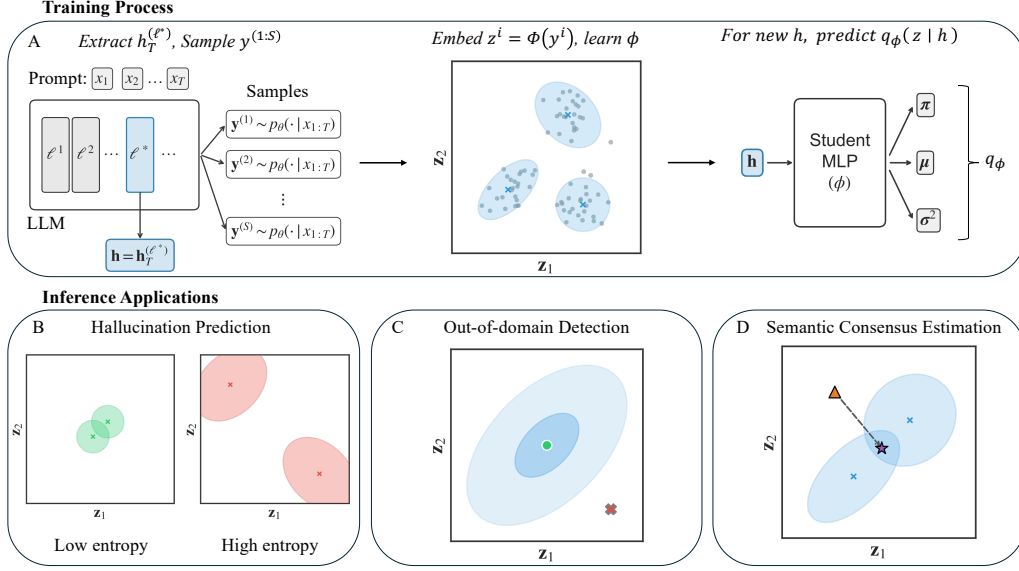 Training Process
A
Extract h_T^(ℓ*), Sample y^(1:S)
Embed z^i = Φ(y^i), learn ϕ
For new h, predict q_ϕ(z | h)
Prompt: x_1 x_2 … x_T
ℓ^1 ℓ^2 … ℓ^* …
LLM
h = h_T^(ℓ*)
Samples
y^(1) ~ p_θ(· | x_1:T)
y^(2) ~ p_θ(· | x_1:T)
⋮
y^(S) ~ p_θ(· | x_1:T)
z_2
z_1
h
Student
MLP
(ϕ)
π
μ
σ^2
q_ϕ
Inference Applications
B
Hallucination Prediction
z_2
z_1
Low entropy
z_2
z_1
High entropy
C
Out-of-domain Detection
z_2
z_1
D
Semantic Consensus Estimation
z_2
z_1